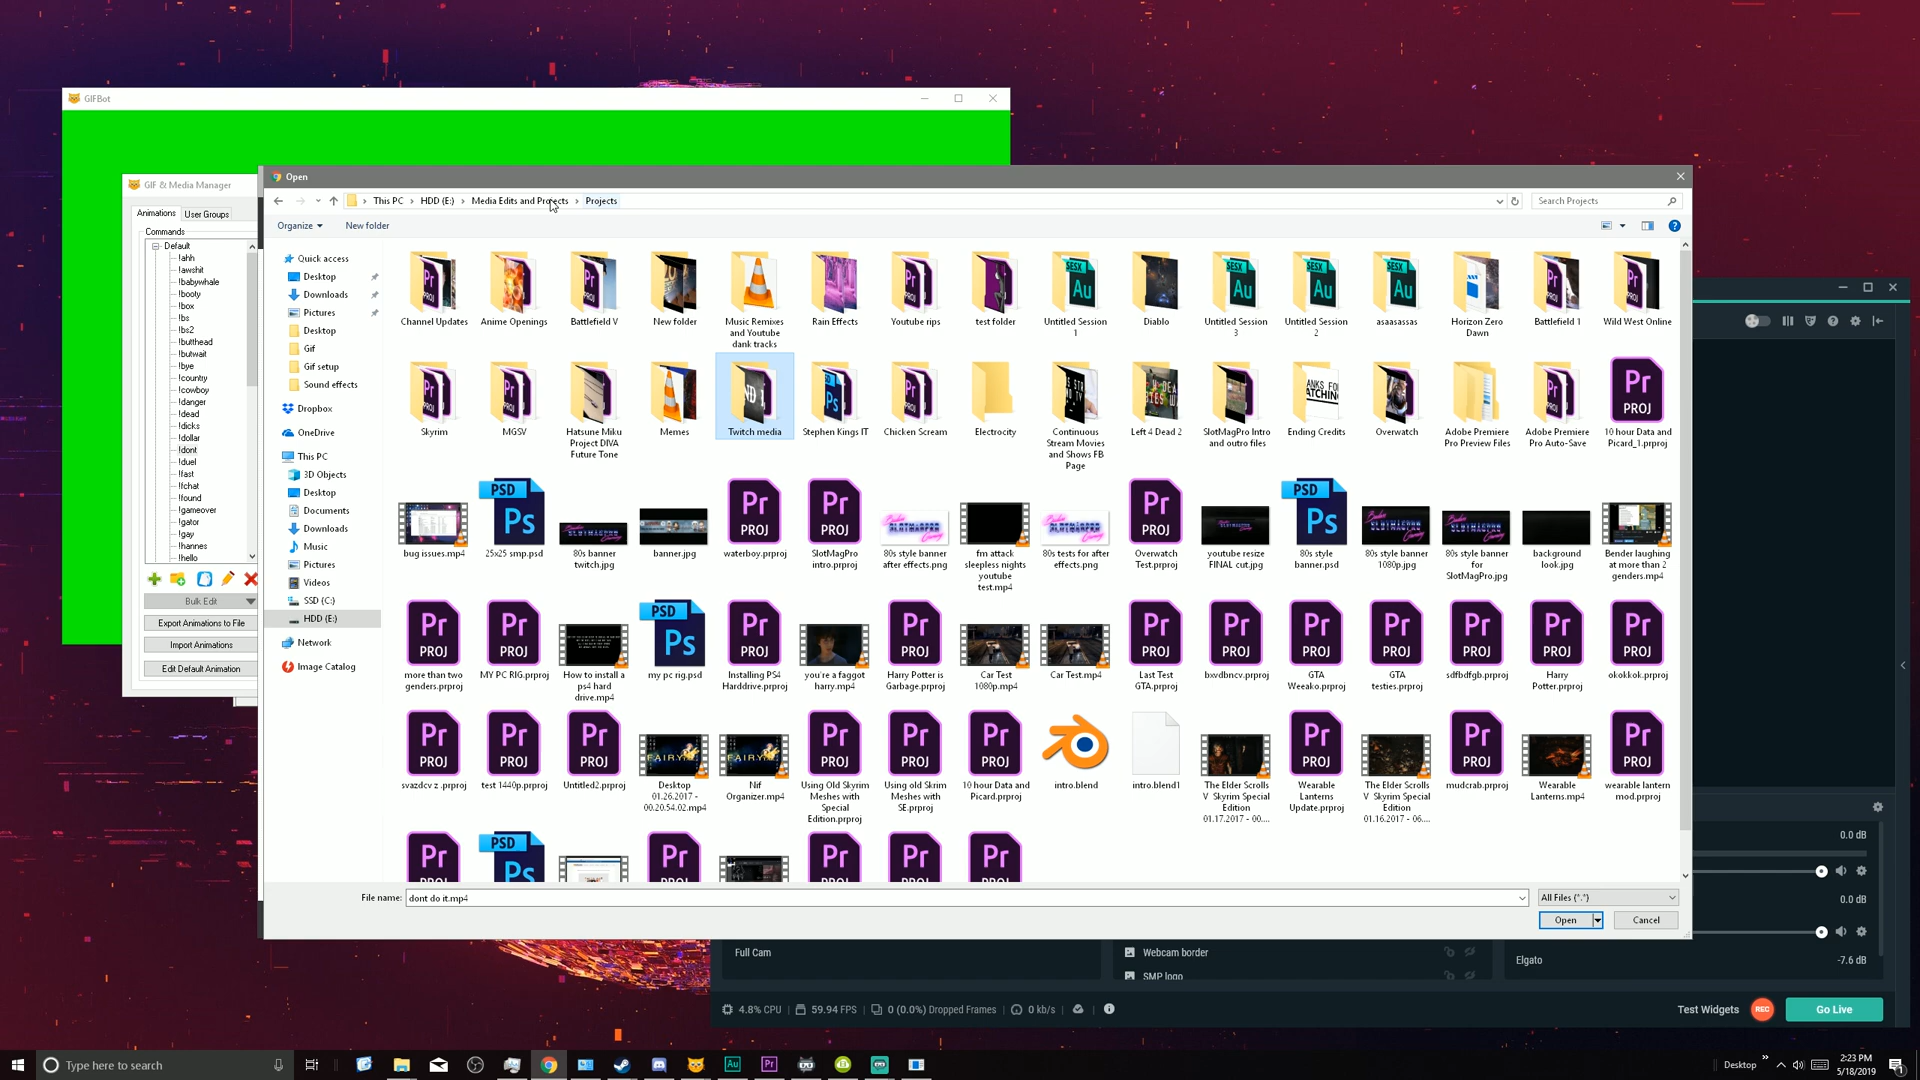 GIFBot
GIF & Media Manager
Animations User Groups
Commands
Default
!ahh
!awshit
!babywhale
!booty
!box
!bs
!bs2
!butthead
!butwait
!bye
!country
!cowboy
!danger
!dead
!dicks
!dollar
!dont
!duel
!fast
!fchat
!found
!gameover
!gator
!gay
!hannes
!hello
Bulk Edit
Export Animations to File
Import Animations
Edit Default Animation
Open
This PC > HDD (E:) > Media Edits and Projects > Projects
Search Projects
Organize
New folder
Quick access
Desktop
Downloads
Pictures
Desktop
Gif
Gif setup
Sound effects
Dropbox
OneDrive
This PC
3D Objects
Desktop
Documents
Downloads
Music
Pictures
Videos
SSD (C:)
HDD (E:)
Network
Image Catalog
Channel Updates
Anime Openings
Battlefield V
New folder
Music Remixes
and Youtube
dank tracks
Rain Effects
Youtube rips
test folder
Untitled Session
1
Diablo
Untitled Session
3
Untitled Session
2
asaasassas
Horizon Zero
Dawn
Battlefield 1
Wild West Online
Skyrim
MGSV
Hatsune Miku
Project DIVA
Future Tone
Memes
Twitch media
Stephen Kings IT
Chicken Scream
Electrocity
Continuous
Stream Movies
and Shows FB
Page
Left 4 Dead 2
SlotMagPro Intro
and outro files
Ending Credits
Overwatch
Adobe Premiere
Pro Preview Files
Adobe Premiere
Pro Auto-Save
10 hour Data and
Picard_1.prproj
bug issues.mp4
25x25 smp.psd
80s banner
twitch.jpg
banner.jpg
waterboy.prproj
SlotMagPro
intro.prproj
80 style banner
after effects.png
fm attack
sleepless nights
youtube
test.mp4
80s tests for after
effects.png
Overwatch
Test.prproj
youtube resize
FINAL cut.jpg
80s style
banner.psd
80s style banner
1080p.jpg
80s style banner
for
SlotMagPro.jpg
background
look.jpg
Bender laughing
at more than 2
genders.mp4
more than two
genders.prproj
MY PC RIG.prproj
How to install a
ps4 hard
drive.mp4
my pc rig.psd
Installing PS4
Harddrive.prproj
you're a faggot
harry.mp4
Harry Potter is
Garbage.prproj
Car Test
1080p.mp4
Car Test.mp4
Last Test
GTA.prproj
bxvdbncv.prproj
GTA
Weeako.prproj
GTA
testies.prproj
sdfbdfgb.prproj
Harry
Potter.prproj
okokkok.prproj
svazdcv z .prproj
test 1440p.prproj
Untitled2.prproj
Desktop
01.26.2017 -
00.20.54.02.mp4
Nif
Organizer.mp4
Using Old Skyrim
Meshes with
Special
Edition.prproj
Using old Skrim
Meshes with
SE.prproj
10 hour Data and
Picard.prproj
intro.blend
intro.blend1
The Elder Scrolls
V Skyrim Special
Edition
01.17.2017 - 00....
Wearable
Lanterns
Update.prproj
The Elder Scrolls
V Skyrim Special
Edition
01.16.2017 - 06....
mudcrab.prproj
Wearable
Lanterns.mp4
wearable lantern
mod.prproj
File name: dont do it.mp4
All Files (*.*)
Open
Cancel
0.0 dB
0.0 dB
Full Cam
Webcam border
SMP logo
Elgato
-7.6 dB
4.8% CPU
59.94 FPS
0 (0.0%) Dropped Frames
0 kb/s
Test Widgets
REC
Go Live
Type here to search
Desktop
2:23 PM
5/18/2019